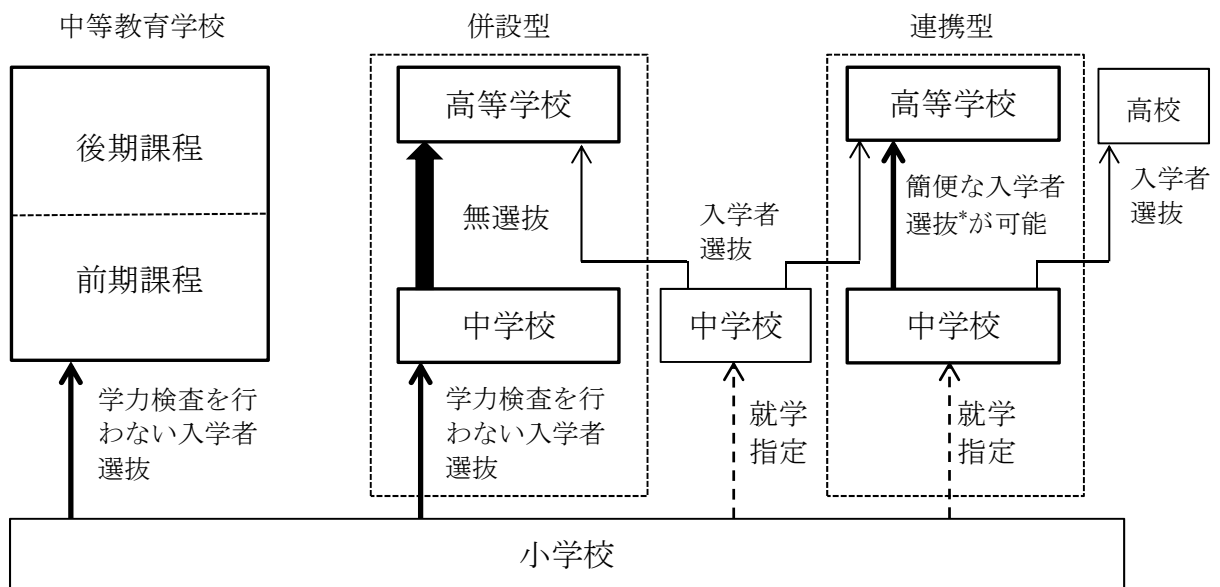 中等教育学校
併設型
連携型
高等学校
高等学校
高校
後期課程
無選抜
入学者
選抜
簡便な入学者
選抜*が可能
入学者
選抜
前期課程
中学校
中学校
中学校
学力検査を行
わない入学者
選抜
学力検査を行
わない入学者
選抜
就学
指定
就学
指定
小学校